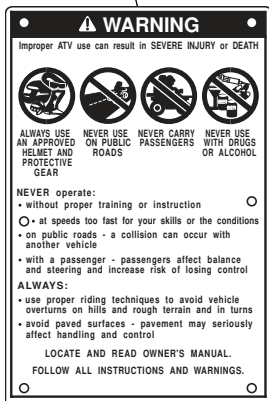 WARNING
Improper ATV use can result in SEVERE INJURY or DEATH
ALWAYS USE AN APPROVED HELMET AND PROTECTIVE GEAR
NEVER USE ON PUBLIC ROADS
NEVER CARRY PASSENGERS
NEVER USE WITH DRUGS OR ALCOHOL
NEVER operate:
• without proper training or instruction
• at speeds too fast for your skills or the conditions
• on public roads - a collision can occur with
another vehicle
• with a passenger - passengers affect balance
and steering and increase risk of losing control
ALWAYS:
• use proper riding techniques to avoid vehicle
overturns on hills and rough terrain and in turns
• avoid paved surfaces - pavement may seriously
affect handling and control
LOCATE AND READ OWNER'S MANUAL.
FOLLOW ALL INSTRUCTIONS AND WARNINGS.